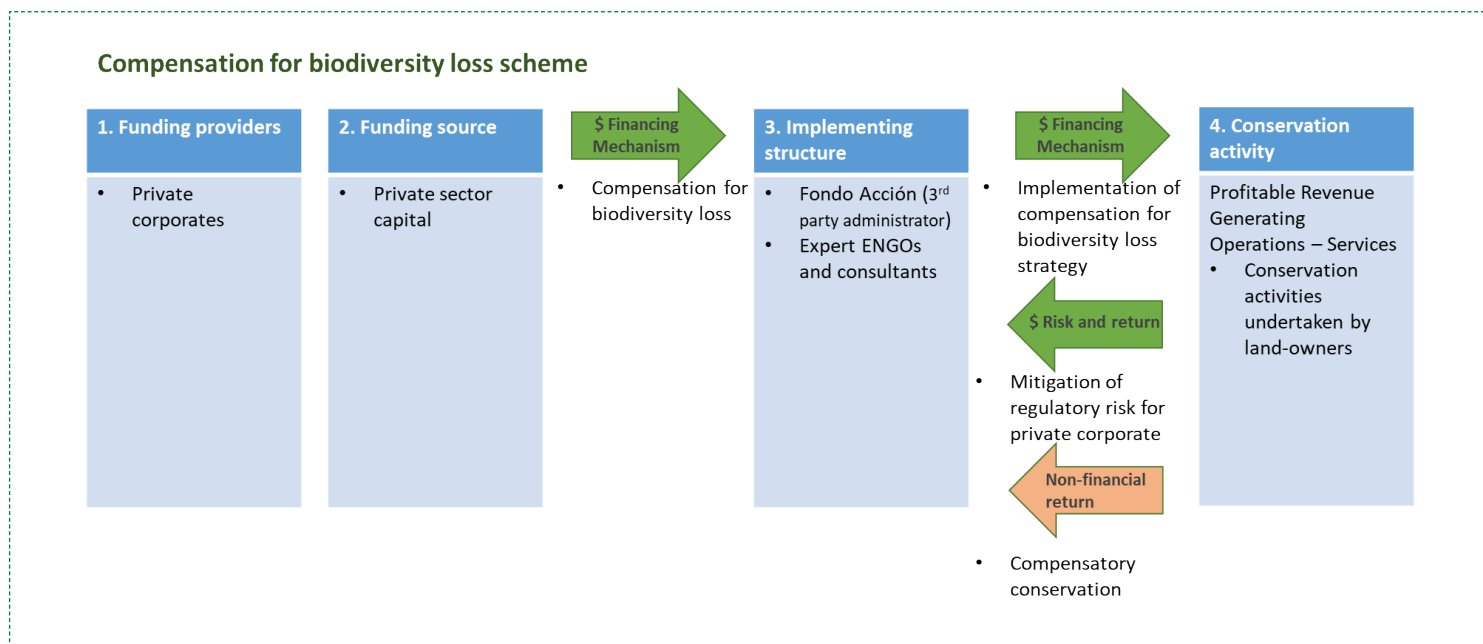 Compensation for biodiversity loss scheme
1. Funding providers
• Private
corporates
2. Funding source
• Private sector
capital
$ Financing
Mechanism
• Compensation for
biodiversity loss
3. Implementing
structure
• Fondo Acción (3rd
party administrator)
• Expert ENGOs
and consultants
$ Financing
Mechanism
• Implementation of
compensation for
biodiversity loss
strategy
$ Risk and return
• Mitigation of
regulatory risk for
private corporate
Non-financial
return
• Compensatory
conservation
4. Conservation
activity
Profitable Revenue
Generating
Operations – Services
• Conservation
activities
undertaken by
land-owners